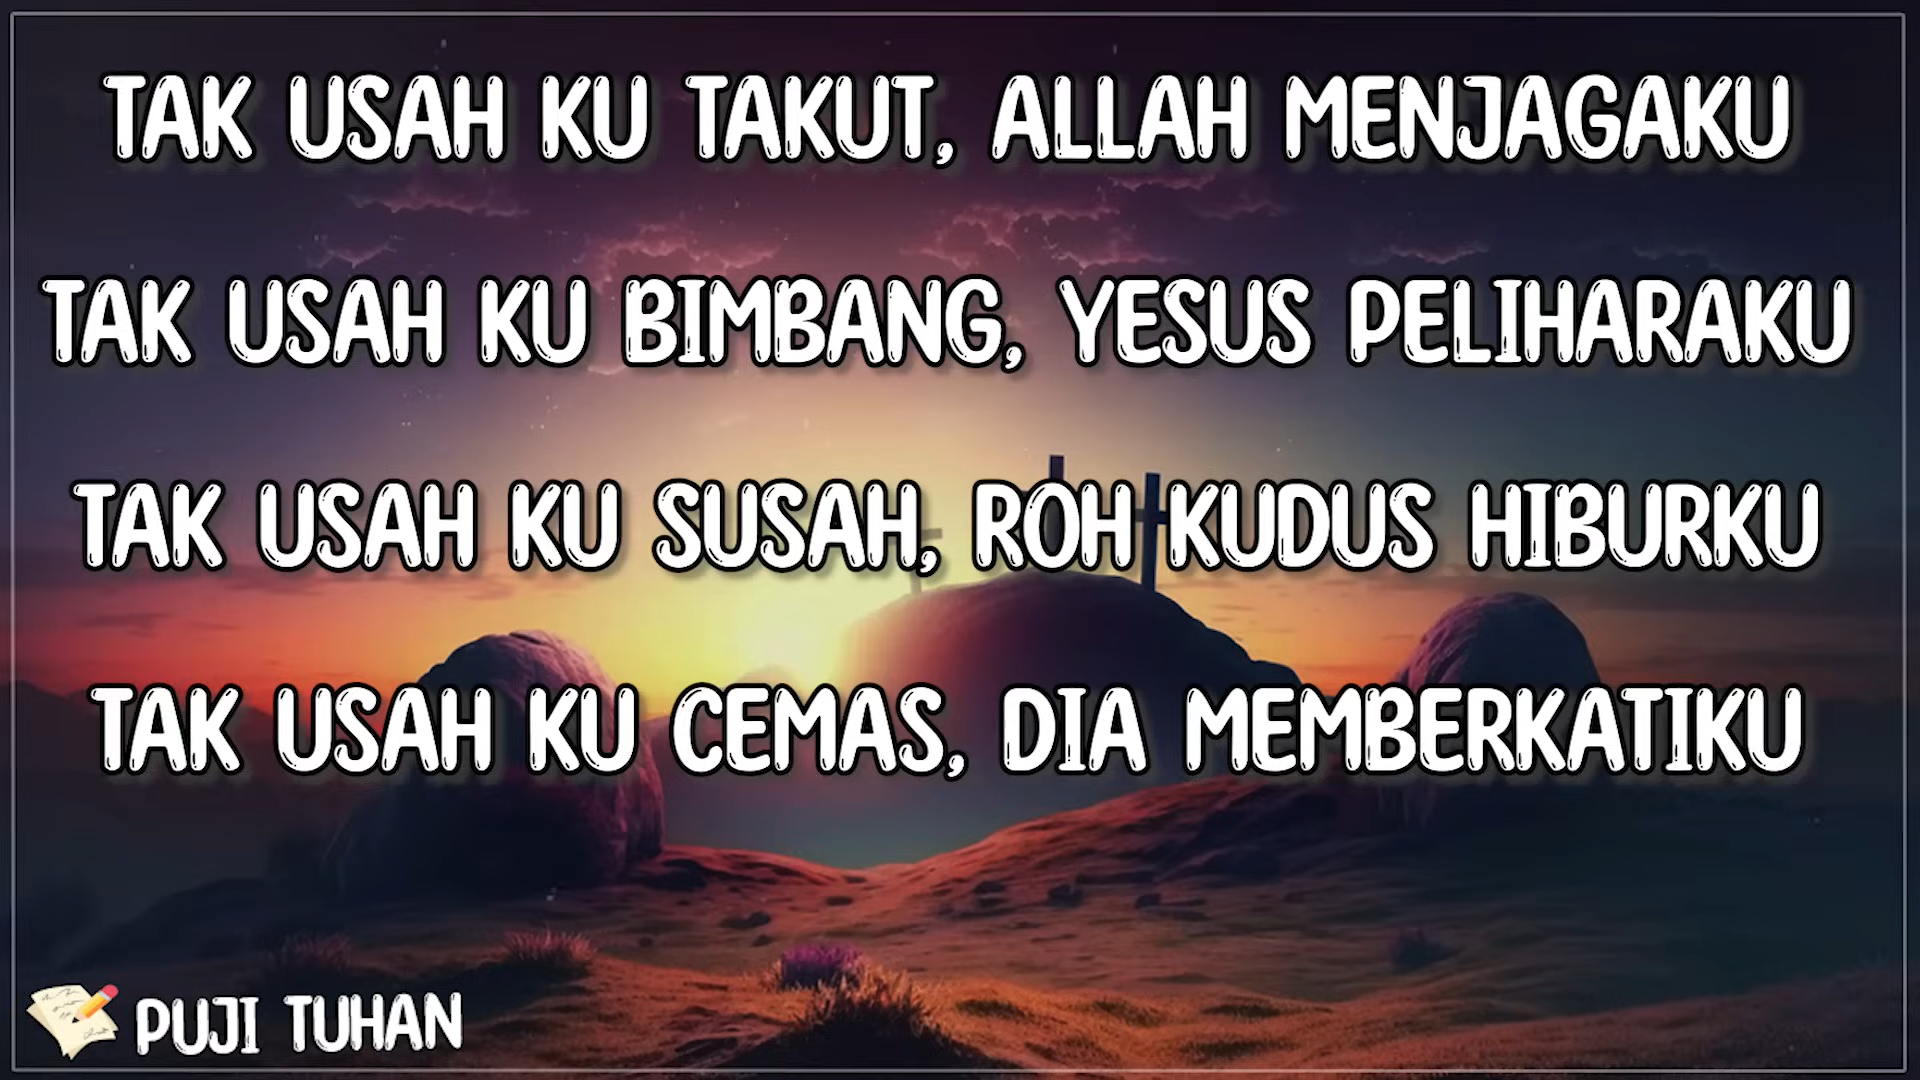 TAK USAH KU TAKUT, ALLAH MENJAGAKU
TAK USAH KU BIMBANG, YESUS PELIHARAKU
TAK USAH KU SUSAH, ROH KUDUS HIBURKU
TAK USAH KU CEMAS, DIA MEMBERKATIKU
PUJI TUHAN